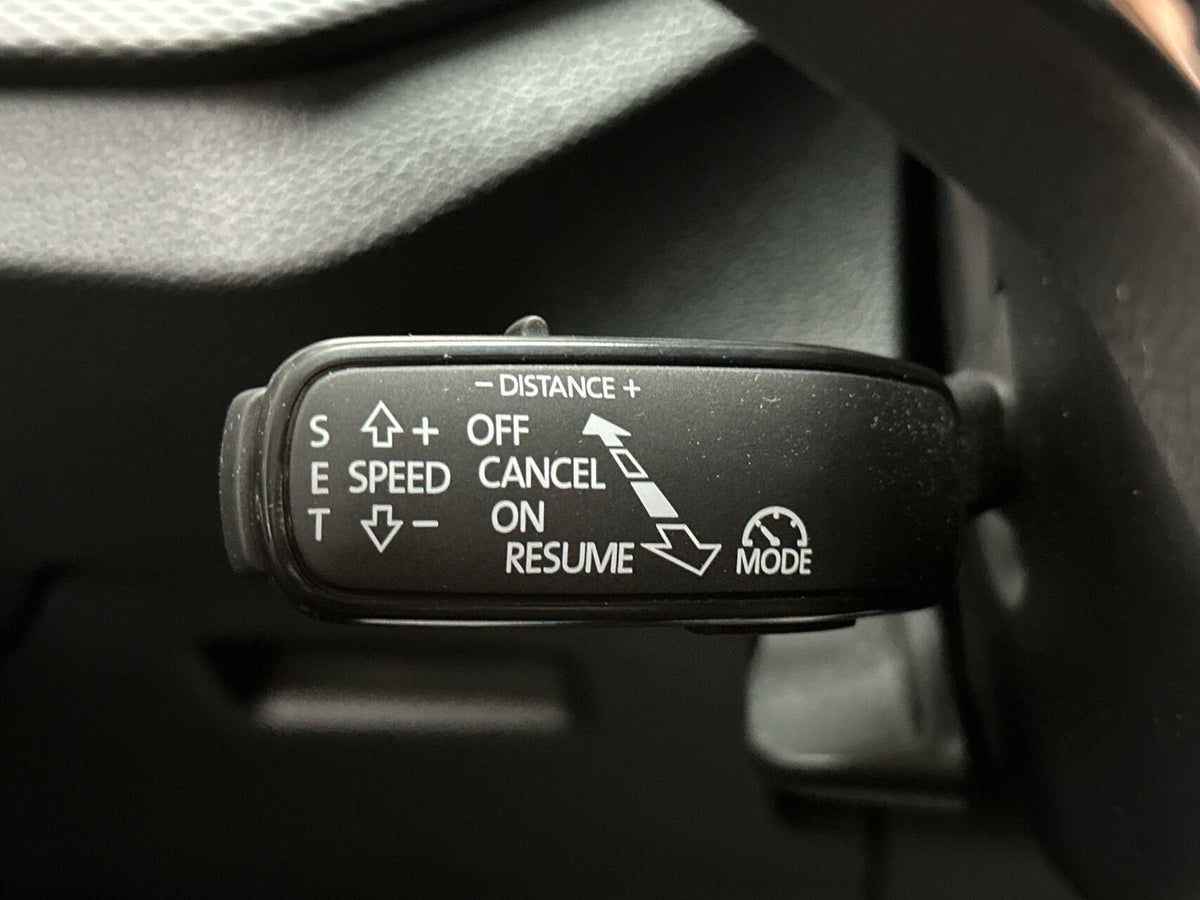 − DISTANCE +
S + OFF
E SPEED CANCEL
T − ON
RESUME MODE